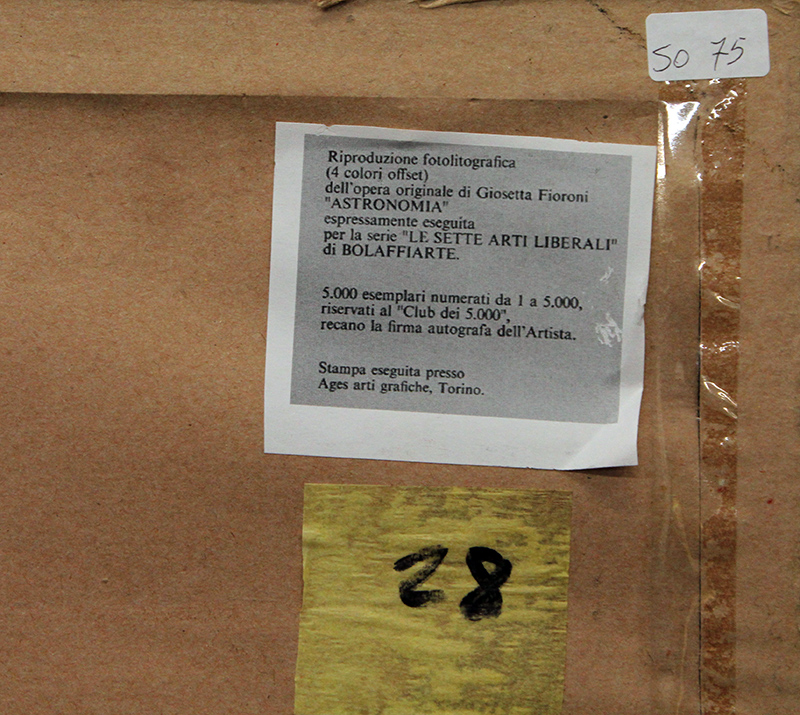 SO 75
Riproduzione fotolitografica
(4 colori offset)
dell'opera originale di Giosetta Fioroni
"ASTRONOMIA"
espressamente eseguita
per la serie "LE SETTE ARTI LIBERALI"
di BOLAFFIARTE.
5.000 esemplari numerati da 1 a 5.000,
riservati al "Club dei 5.000",
recano la firma autografa dell'Artista.
Stampa eseguita presso
Ages arti grafiche, Torino.
28